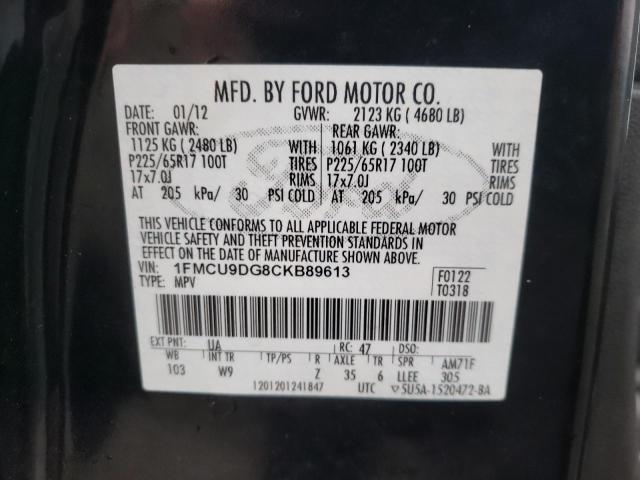 MFD. BY FORD MOTOR CO.
DATE: 01/12 GVWR: 2123 KG ( 4680 LB)
FRONT GAWR: REAR GAWR:
1125 KG ( 2480 LB) WITH 1061 KG ( 2340 LB) WITH
P225/65R17 100T TIRES P225/65R17 100T TIRES
17x7.0J RIMS 17x7.0J RIMS
AT 205 kPa/ 30 PSI COLD AT 205 kPa/ 30 PSI COLD
Ford
THIS VEHICLE CONFORMS TO ALL APPLICABLE FEDERAL MOTOR
VEHICLE SAFETY AND THEFT PREVENTION STANDARDS IN
EFFECT ON THE DATE OF MANUFACTURE SHOWN ABOVE.
VIN: 1FMCU9DG8CKB89613 F0122
TYPE: MPV T0318
EXT PNT: UA RC: 47 DSO:
WB INT TR TP/PS R AXLE TR SPR AM71F
103 W9 Z 35 6 LLEE 305
1201201241847 UTC ▽5U5A-1520472-BA